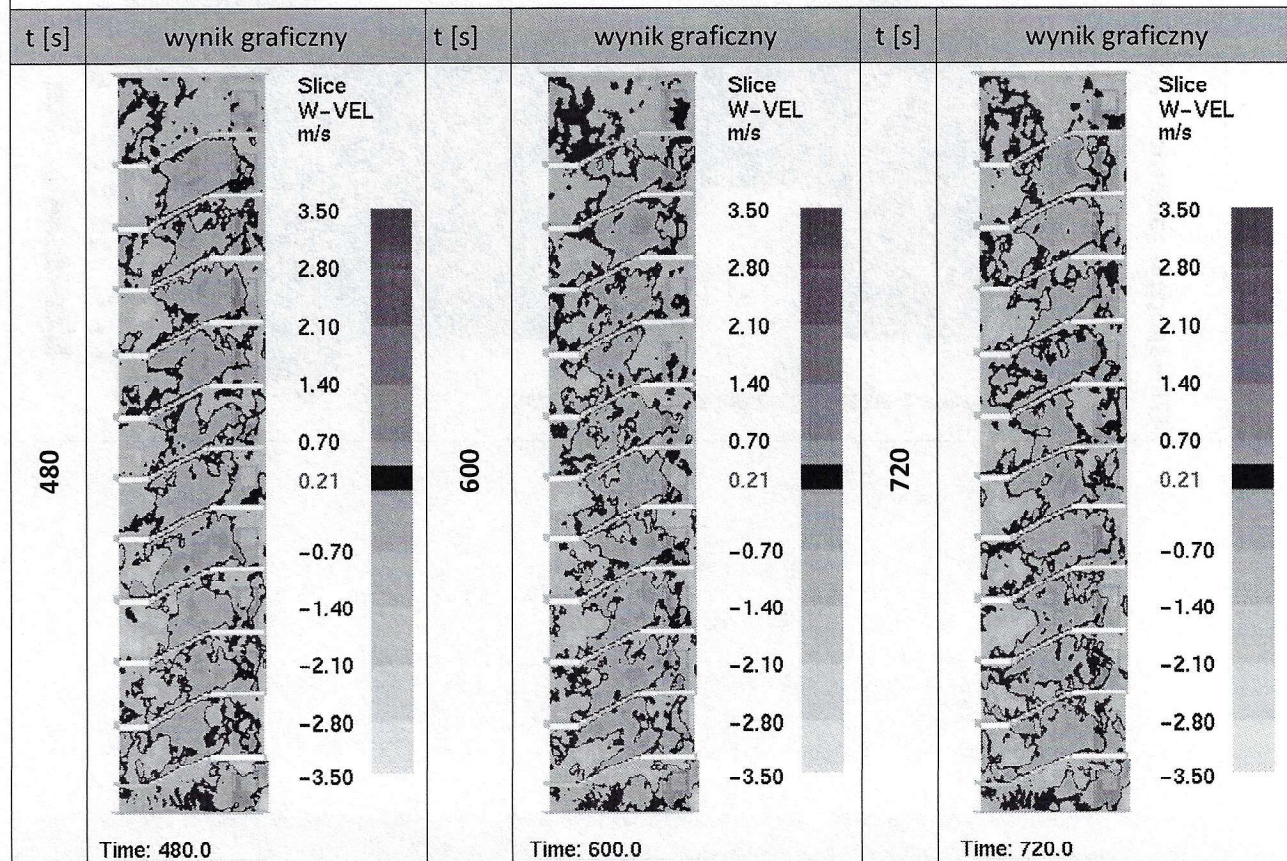 t [s] wynik graficzny t [s] wynik graficzny t [s] wynik graficzny
480
Slice
W-VEL
m/s
3.50
2.80
2.10
1.40
0.70
0.21
-0.70
-1.40
-2.10
-2.80
-3.50
Time: 480.0
600
Slice
W-VEL
m/s
3.50
2.80
2.10
1.40
0.70
0.21
-0.70
-1.40
-2.10
-2.80
-3.50
Time: 600.0
720
Slice
W-VEL
m/s
3.50
2.80
2.10
1.40
0.70
0.21
-0.70
-1.40
-2.10
-2.80
-3.50
Time: 720.0